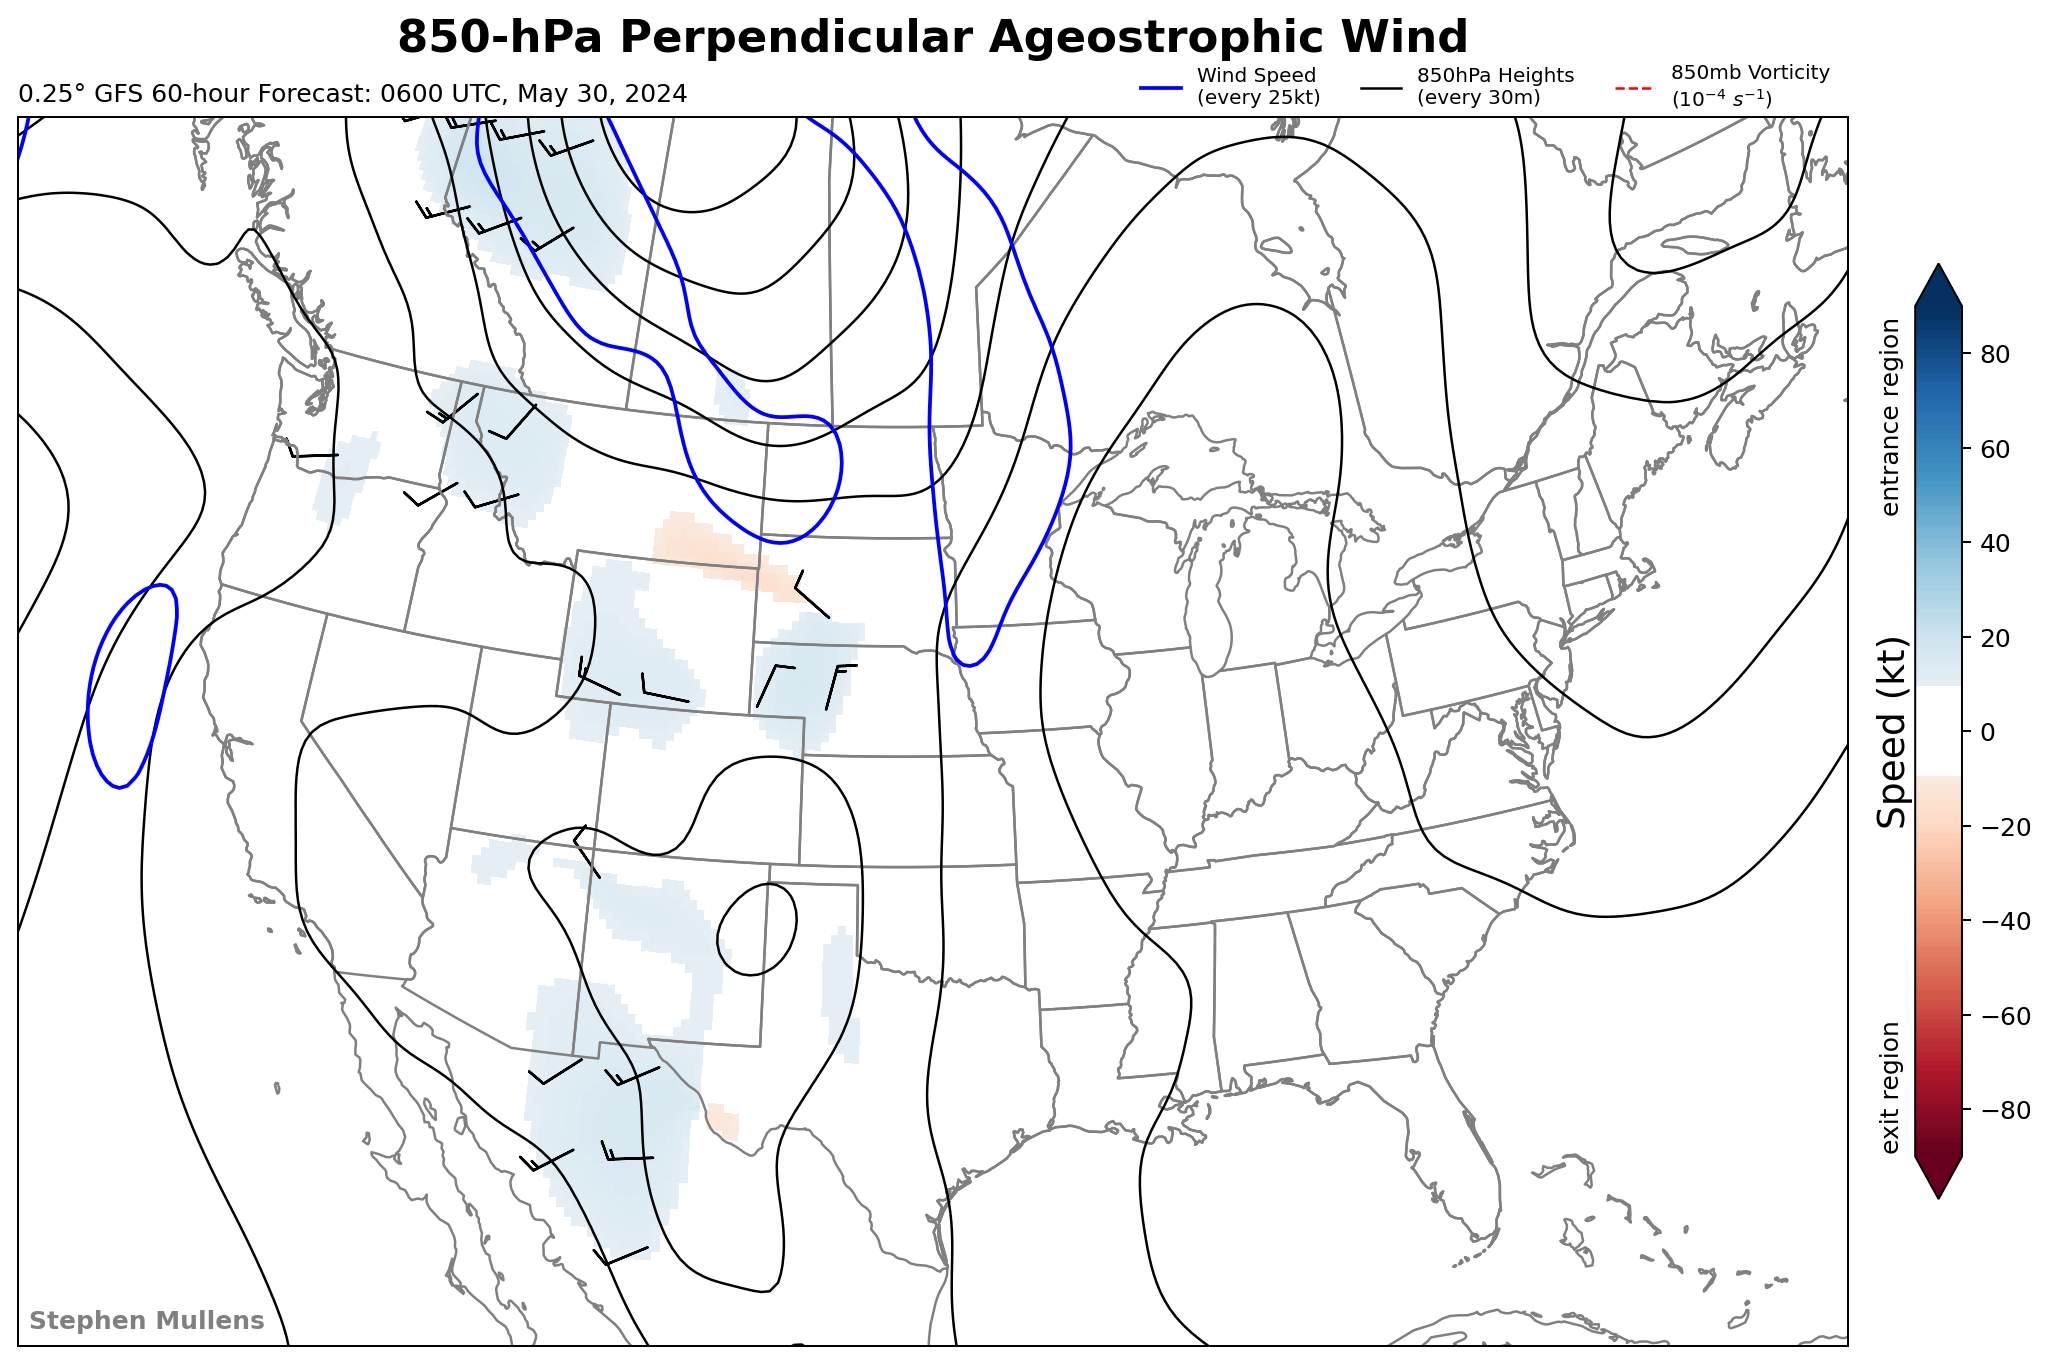 850-hPa Perpendicular Ageostrophic Wind
0.25° GFS 60-hour Forecast: 0600 UTC, May 30, 2024
Wind Speed
(every 25kt)
850hPa Heights
(every 30m)
850mb Vorticity
(10⁻⁴ s⁻¹)
entrance region
Speed (kt)
exit region
80
60
40
20
0
−20
−40
−60
−80
Stephen Mullens